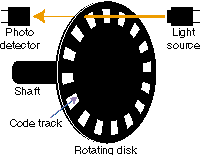 Photo
detector
Light
source
Shaft
Code track
Rotating disk